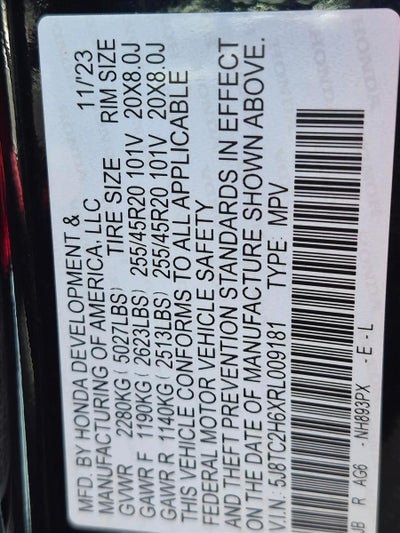 MFD. BY HONDA DEVELOPMENT &
MANUFACTURING OF AMERICA, LLC 11/'23
TIRE SIZE RIM SIZE
GVWR 2280KG ( 5027LBS)
GAWR F 1190KG ( 2623LBS) 255/45R20 101V 20X8.0J
GAWR R 1140KG ( 2513LBS) 255/45R20 101V 20X8.0J
THIS VEHICLE CONFORMS TO ALL APPLICABLE
FEDERAL MOTOR VEHICLE SAFETY
AND THEFT PREVENTION STANDARDS IN EFFECT
ON THE DATE OF MANUFACTURE SHOWN ABOVE.
V.I.N.: 5J8TC2H6XRL009181 TYPE: MPV
JB R AG6 - NH893PX - E - L